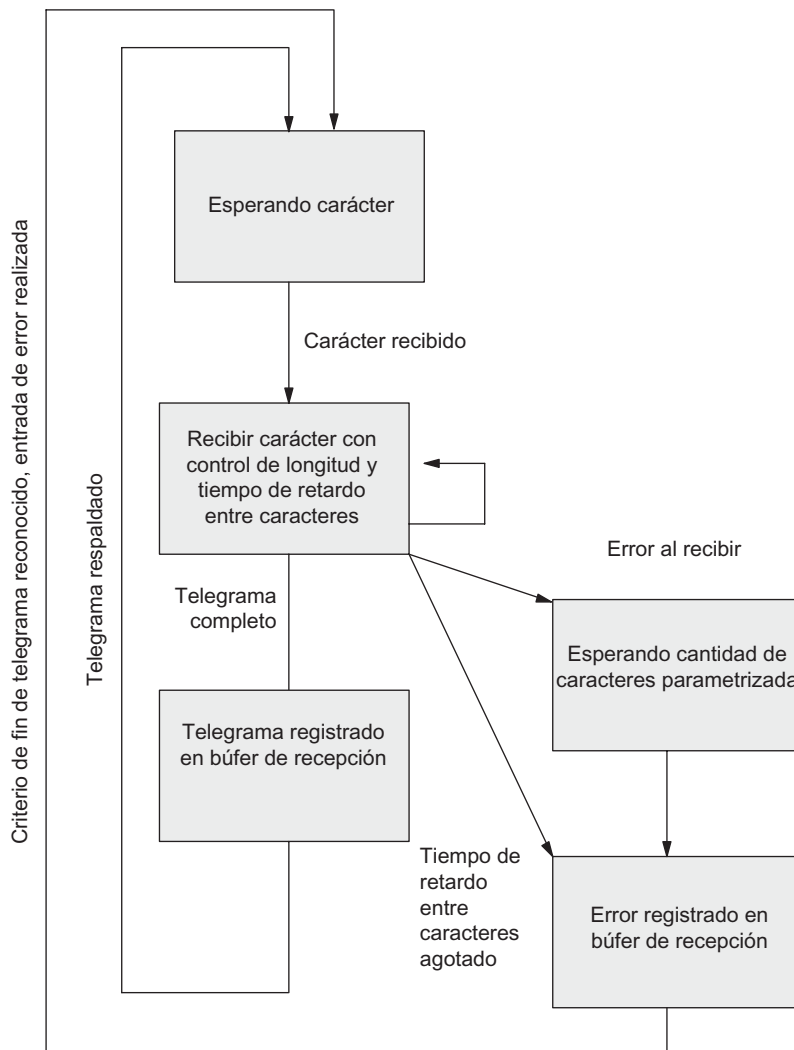 Criterio de fin de telegrama reconocido, entrada de error realizada
Telegrama respaldado
Esperando carácter
Carácter recibido
Recibir carácter con
control de longitud y
tiempo de retardo
entre caracteres
Error al recibir
Telegrama
completo
Esperando cantidad de
caracteres parametrizada
Telegrama registrado
en búfer de recepción
Tiempo de
retardo
entre
caracteres
agotado
Error registrado en
búfer de recepción